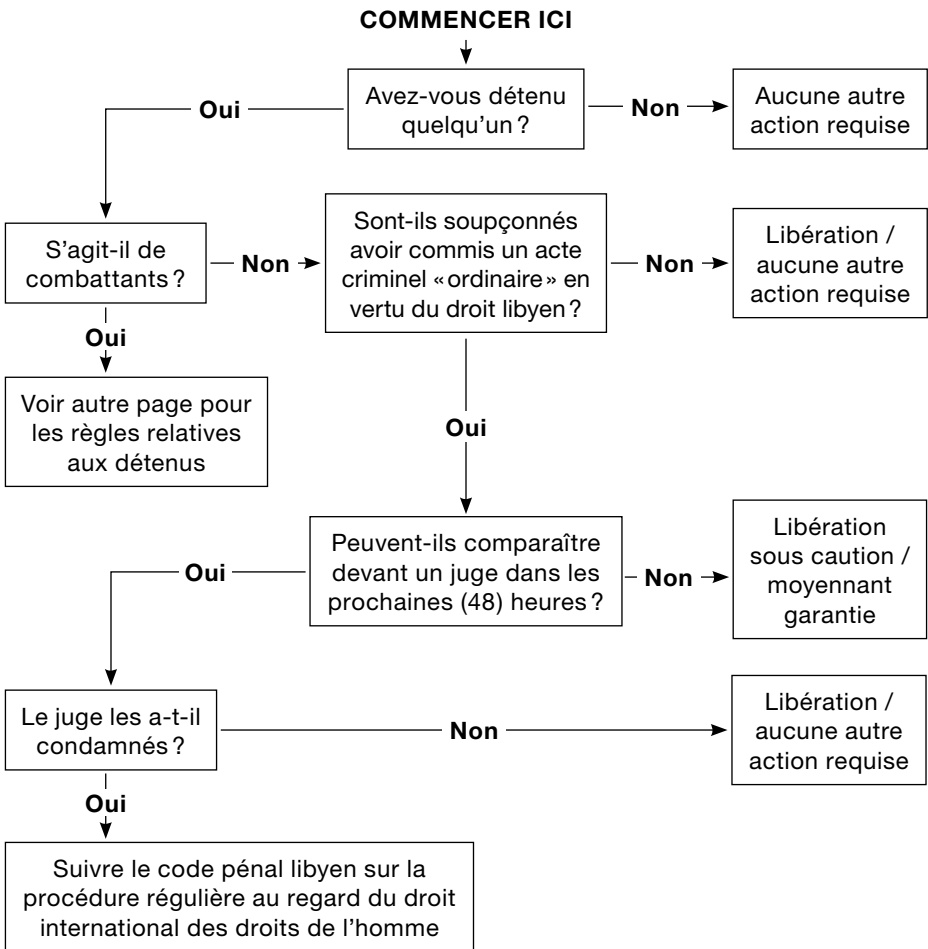 COMMENCER ICI
Avez-vous détenu
quelqu'un ?
Oui
Non
Aucune autre
action requise
S'agit-il de
combattants ?
Non
Sont-ils soupçonnés
avoir commis un acte
criminel « ordinaire » en
vertu du droit libyen ?
Non
Libération /
aucune autre
action requise
Oui
Voir autre page pour
les règles relatives
aux détenus
Oui
Peuvent-ils comparaître
devant un juge dans les
prochaines (48) heures ?
Oui
Non
Libération
sous caution /
moyennant
garantie
Le juge les a-t-il
condamnés ?
Non
Libération /
aucune autre
action requise
Oui
Suivre le code pénal libyen sur la
procédure régulière au regard du droit
international des droits de l'homme